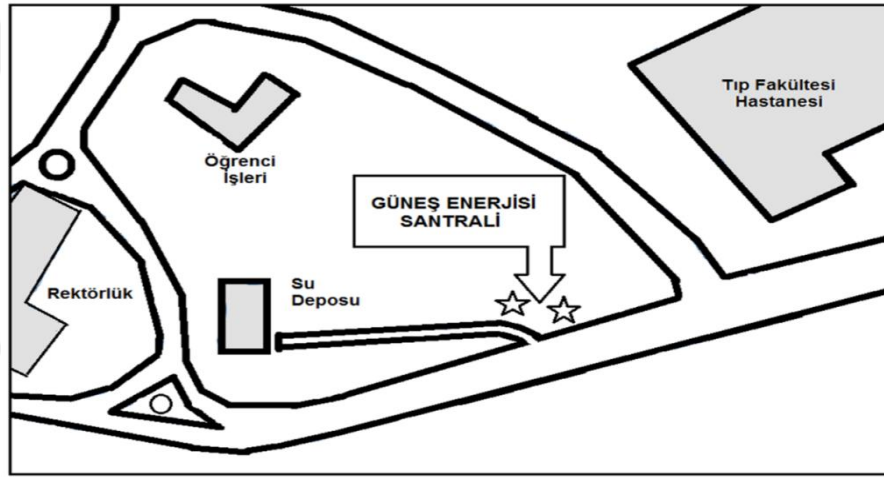 Tıp Fakültesi
Hastanesi
Öğrenci
İşleri
GÜNEŞ ENERJİSİ
SANTRALİ
Rektörlük
Su
Deposu